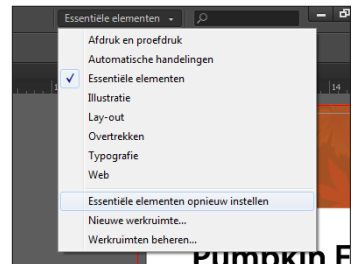 Essentiële elementen
Afdruk en proefdruk
Automatische handelingen
Essentiële elementen
Illustratie
Lay-out
Overtrekken
Typografie
Web
Essentiële elementen opnieuw instellen
Nieuwe werkruimte...
Werkruimten beheren...
14
Pumpkin